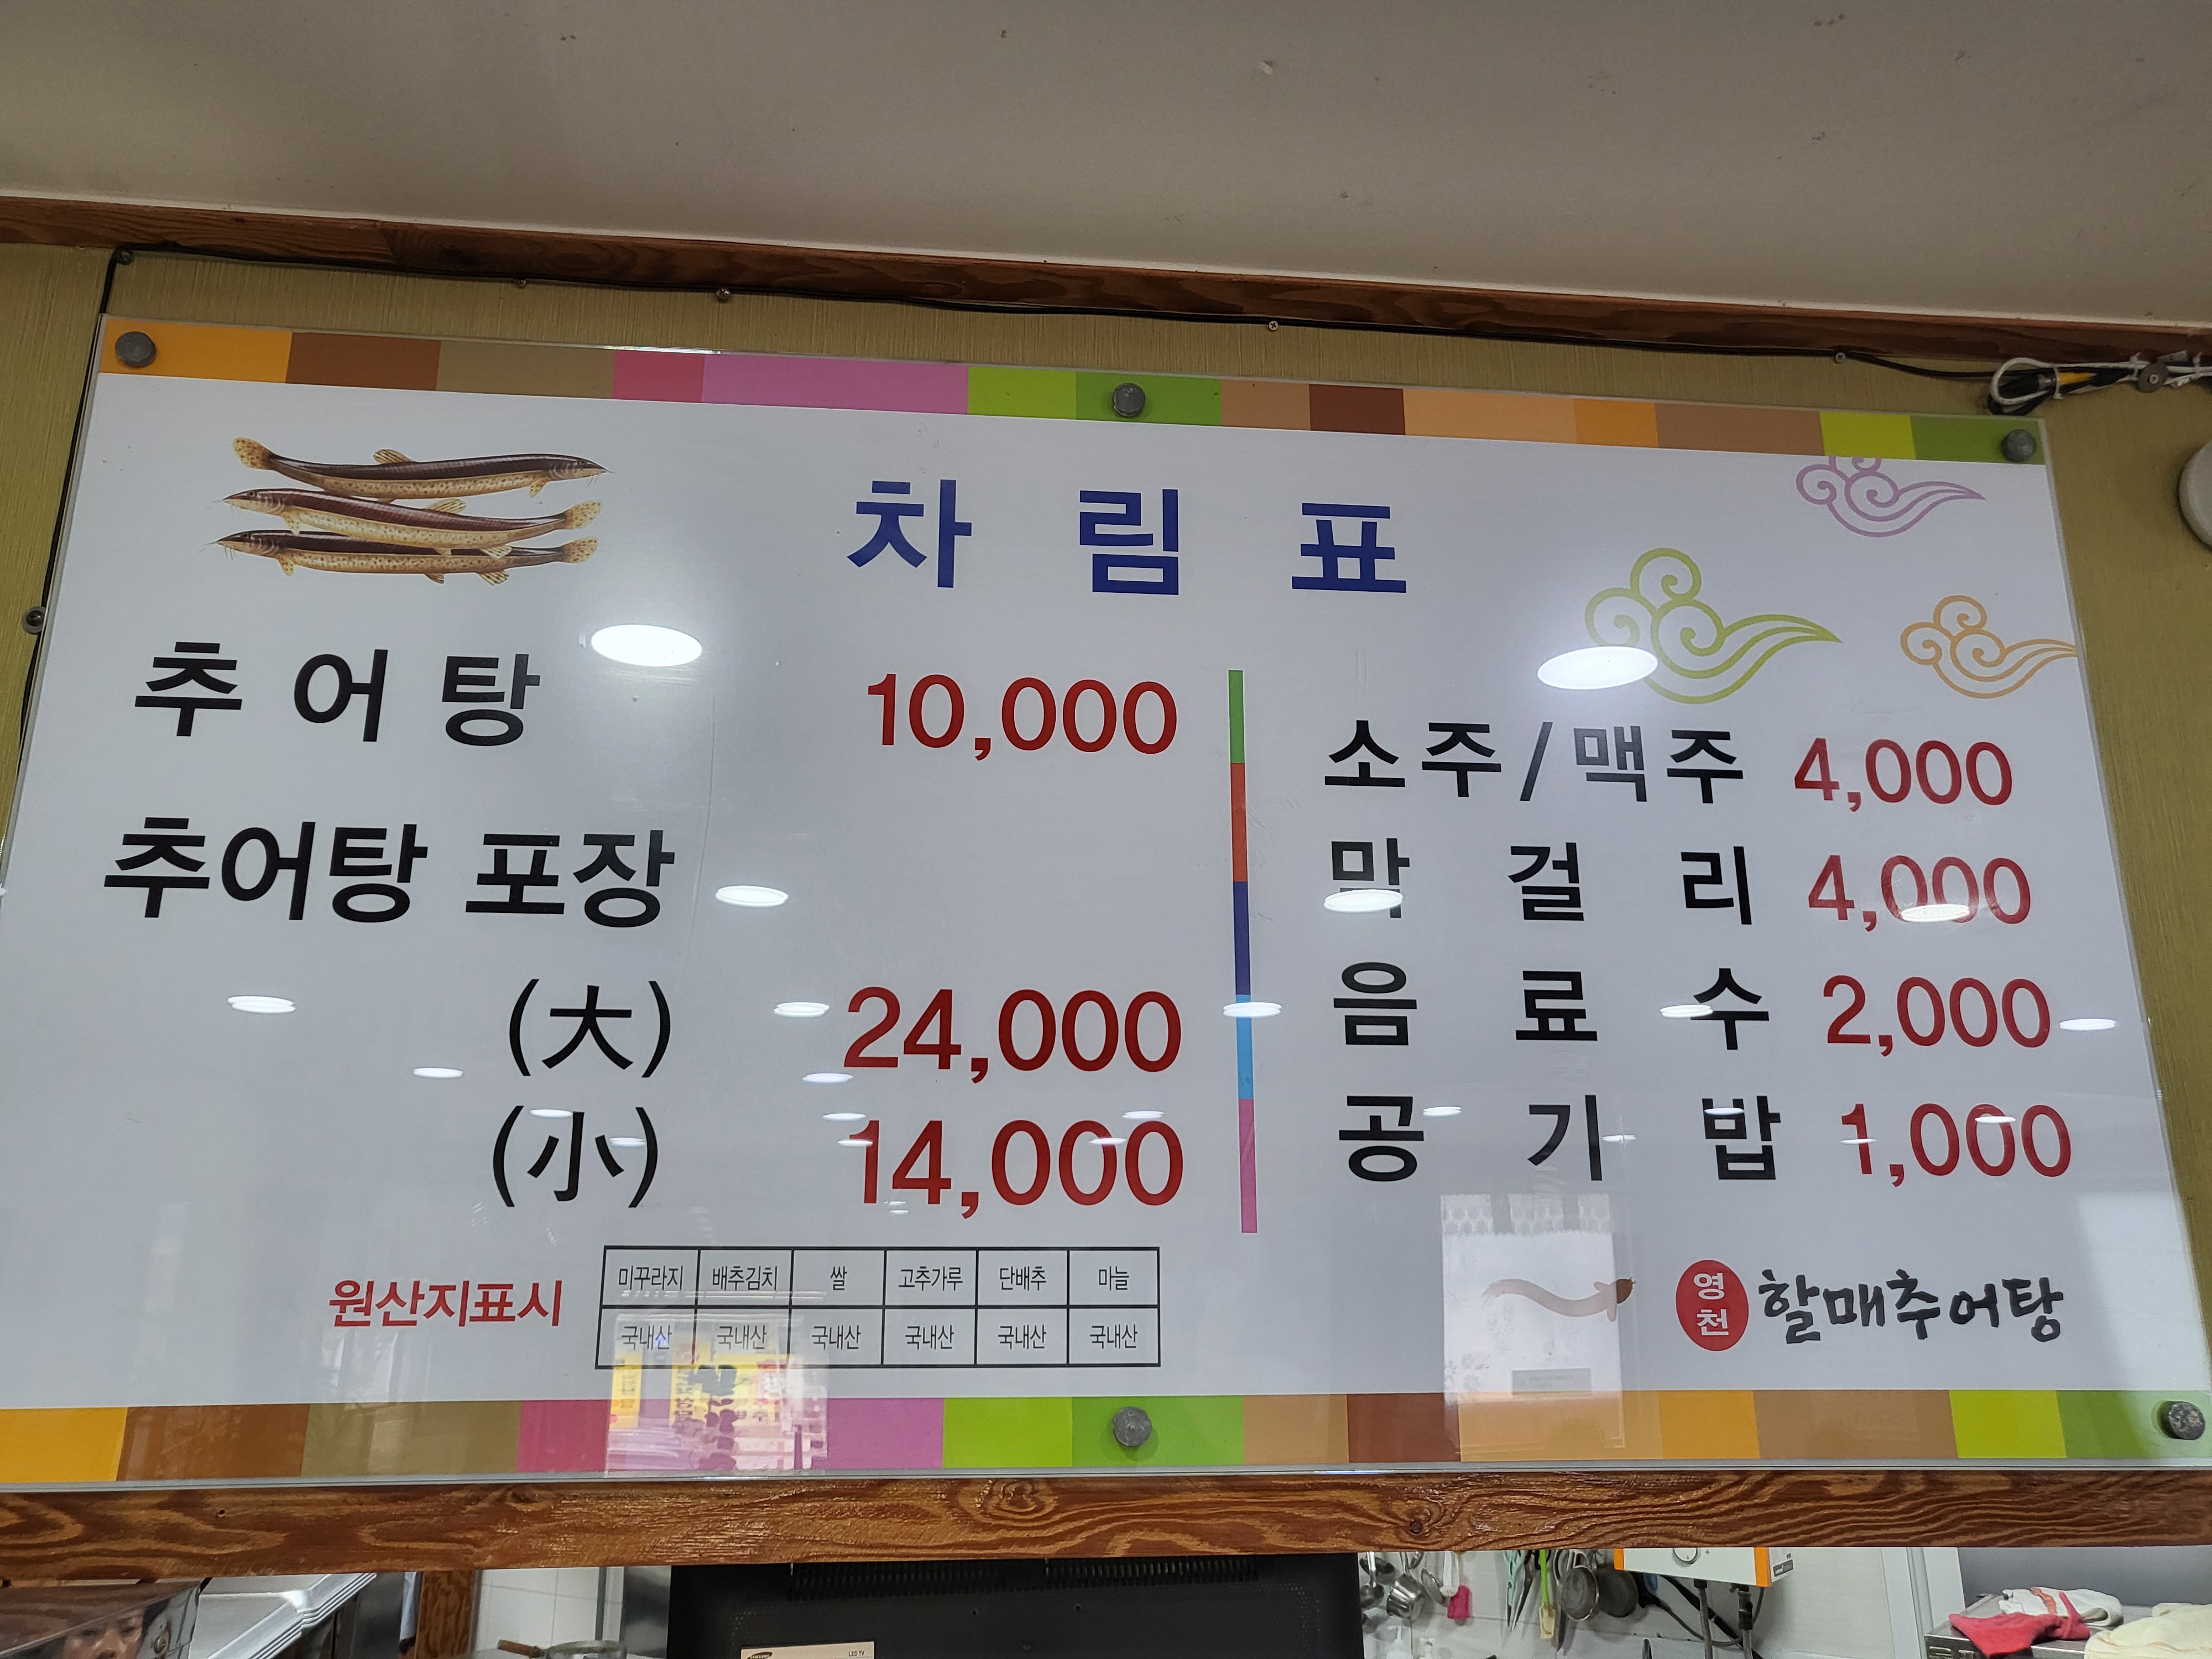 차림표
추어탕 10,000
추어탕 포장
(大) 24,000
(小) 14,000
소주/맥주 4,000
막걸리 4,000
음료수 2,000
공기밥 1,000
원산지표시
미꾸라지 배추김치 쌀 고추가루 단배추 마늘
국내산 국내산 국내산 국내산 국내산 국내산
영천 할매추어탕
SAMSUNG LED TV